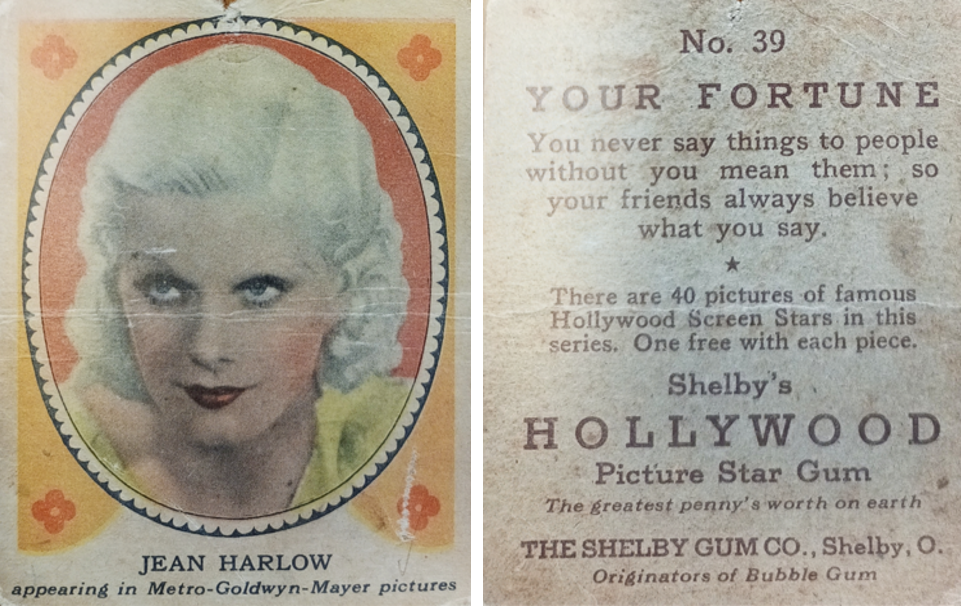 JEAN HARLOW
appearing in Metro-Goldwyn-Mayer pictures
No. 39
YOUR FORTUNE
You never say things to people
without you mean them; so
your friends always believe
what you say.
★
There are 40 pictures of famous
Hollywood Screen Stars in this
series. One free with each piece.
Shelby's
HOLLYWOOD
Picture Star Gum
The greatest penny's worth on earth
THE SHELBY GUM CO., Shelby, O.
Originators of Bubble Gum